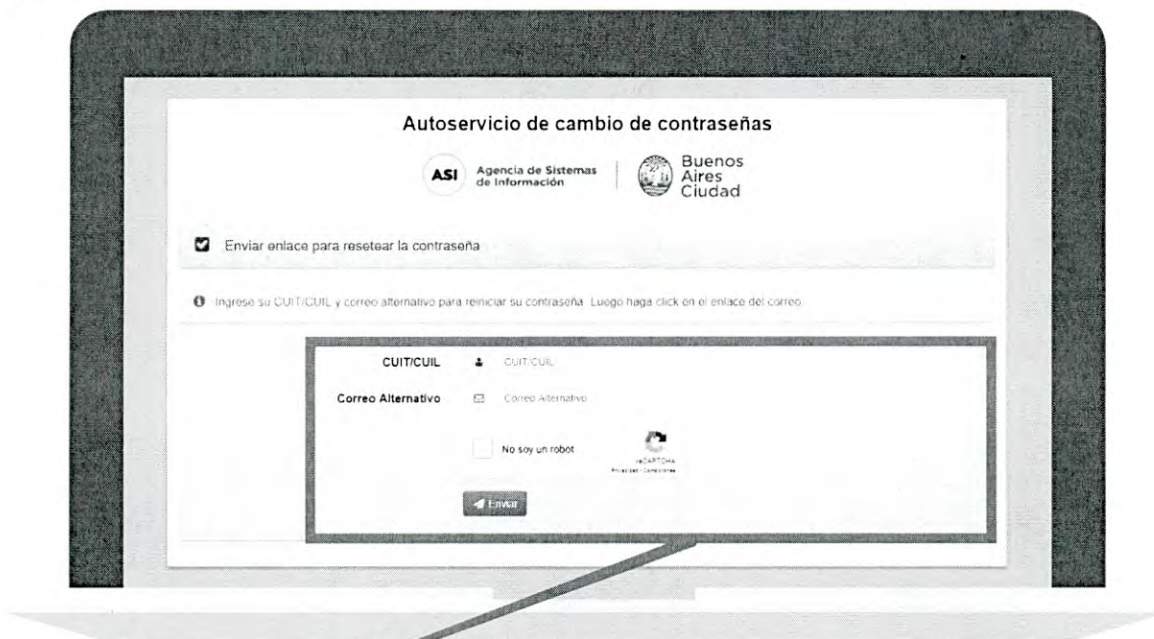 Autoservicio de cambio de contraseñas
ASI Agencia de Sistemas
de Información
Buenos
Aires
Ciudad
Enviar enlace para resetear la contraseña
Ingrese su CUIT/CUIL y correo alternativo para reiniciar su contraseña. Luego haga click en el enlace del correo
CUIT/CUIL CUIT/CUIL
Correo Alternativo Correo Alternativo
No soy un robot
reCAPTCHA
Privacidad - Condiciones
Enviar